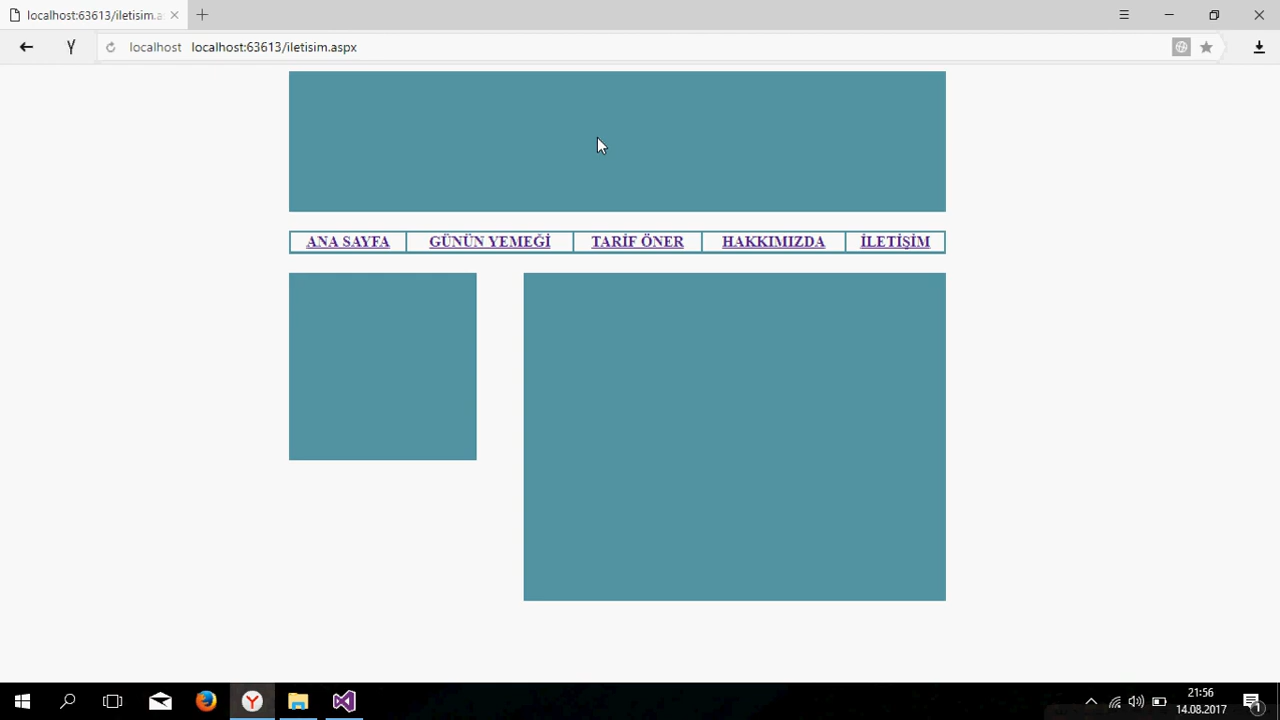 localhost:63613/iletisim.a
localhost localhost:63613/iletisim.aspx
ANA SAYFA GÜNÜN YEMEĞİ TARİF ÖNER HAKKIMIZDA İLETİŞİM
21:56
14.08.2017
1